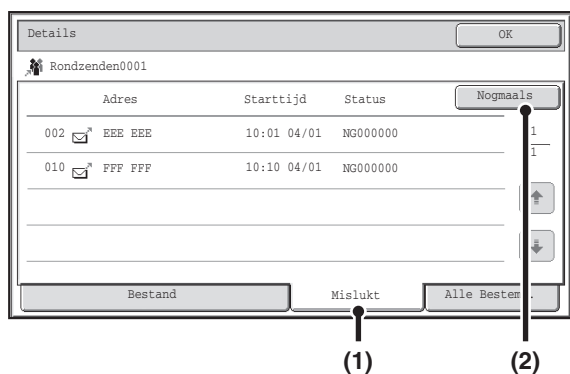 Details OK
Rondzenden0001
Adres Starttijd Status Nogmaals
002 EEE EEE 10:01 04/01 NG000000 1
1
010 FFF FFF 10:10 04/01 NG000000
Bestand Mislukt Alle Bestem.
(1) (2)